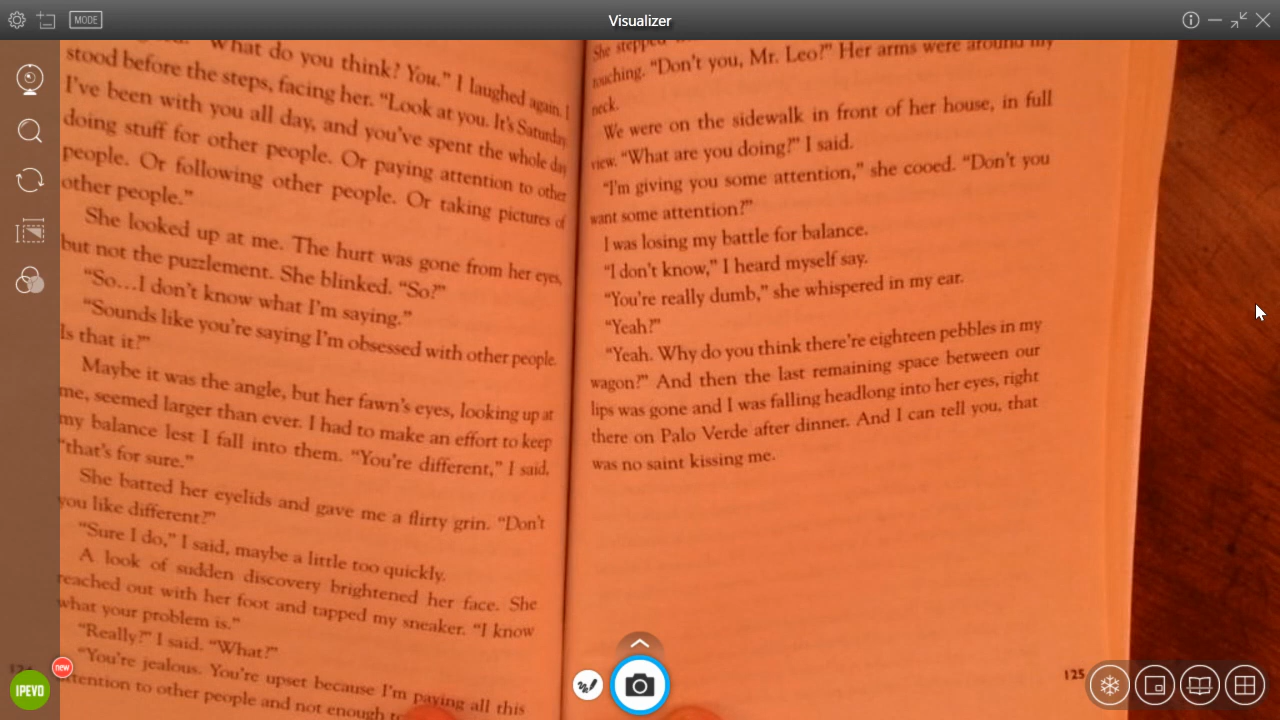 Visualizer
MODE
What do you think? You.” I laughed again. I
stood before the steps, facing her. “Look at you. It’s Saturday
I’ve been with you all day, and you’ve spent the whole day
doing stuff for other people. Or paying attention to other
people. Or following other people. Or taking pictures of
other people.”
She looked up at me. The hurt was gone from her eyes,
but not the puzzlement. She blinked. “So?”
“So...I don’t know what I’m saying.”
“Sounds like you’re saying I’m obsessed with other people.
Is that it?”
Maybe it was the angle, but her fawn’s eyes, looking up at
me, seemed larger than ever. I had to make an effort to keep
my balance lest I fall into them. “You’re different,” I said,
“that’s for sure.”
She batted her eyelids and gave me a flirty grin. “Don’t
you like different?”
“Sure I do,” I said, maybe a little too quickly.
A look of sudden discovery brightened her face. She
reached out with her foot and tapped my sneaker. “I know
what your problem is.”
“Really?” I said. “What?”
“You’re jealous. You’re upset because I’m paying all this
attention to other people and not enough to
She stepped
touching. “Don’t you, Mr. Leo?” Her arms were around my
neck.
We were on the sidewalk in front of her house, in full
view. “What are you doing?” I said.
“I’m giving you some attention,” she cooed. “Don’t you
want some attention?”
I was losing my battle for balance.
“I don’t know,” I heard myself say.
“You’re really dumb,” she whispered in my ear.
“Yeah?”
“Yeah. Why do you think there’re eighteen pebbles in my
wagon?” And then the last remaining space between our
lips was gone and I was falling headlong into her eyes, right
there on Palo Verde after dinner. And I can tell you, that
was no saint kissing me.
125
new
IPEVO